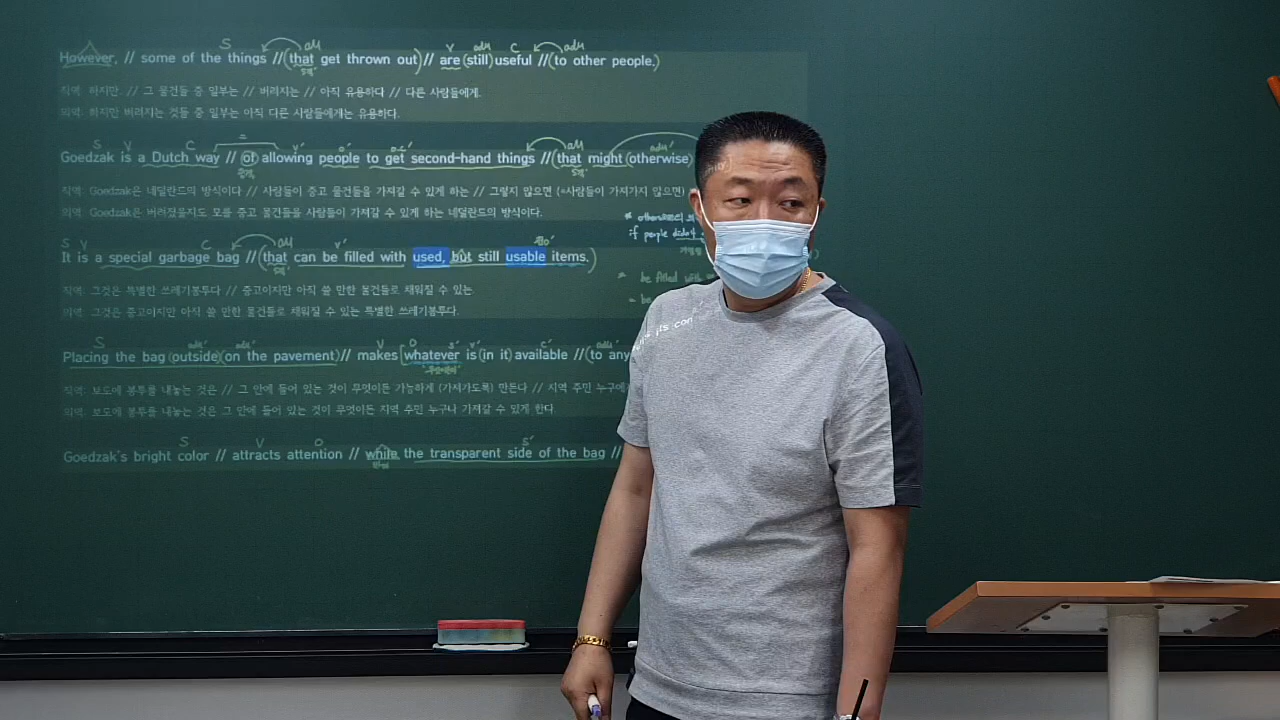 However, // some of the things //(that get thrown out)// are (still) useful //(to other people.)
직역: 하지만 // 그 물건들 중 일부는 // 버려지는 // 아직 유용하다 // 다른 사람들에게.
의역: 하지만 버려지는 것들 중 일부는 아직 다른 사람들에게는 유용하다.
Goedzak is a Dutch way // of allowing people to get second-hand things //(that might (otherwise)
직역: Goedzak은 네덜란드의 방식이다 // 사람들이 중고 물건들을 가져갈 수 있게 하는 // 그렇지 않으면 (=사람들이 가져가지 않으면)
의역: Goedzak은 버려졌을지도 모를 중고 물건들을 사람들이 가져갈 수 있게 하는 네덜란드의 방식이다.
if people didn't
It is a special garbage bag //(that can be filled with used, but still usable items.)
be filled with
직역: 그것은 특별한 쓰레기봉투다 // 중고이지만 아직 쓸 만한 물건들로 채워질 수 있는
의역: 그것은 중고이지만 아직 쓸 만한 물건들로 채워질 수 있는 특별한 쓰레기봉투다.
Placing the bag (outside)(on the pavement)// makes [whatever is (in it) available //(to any
직역: 보도에 봉투를 내놓는 것은 // 그 안에 들어 있는 것이 무엇이든 가능하게 (가져가도록) 만든다 // 지역 주민 누구에
의역: 보도에 봉투를 내놓는 것은 그 안에 들어 있는 것이 무엇이든 지역 주민 누구나 가져갈 수 있게 한다.
Goedzak's bright color // attracts attention // while the transparent side of the bag //